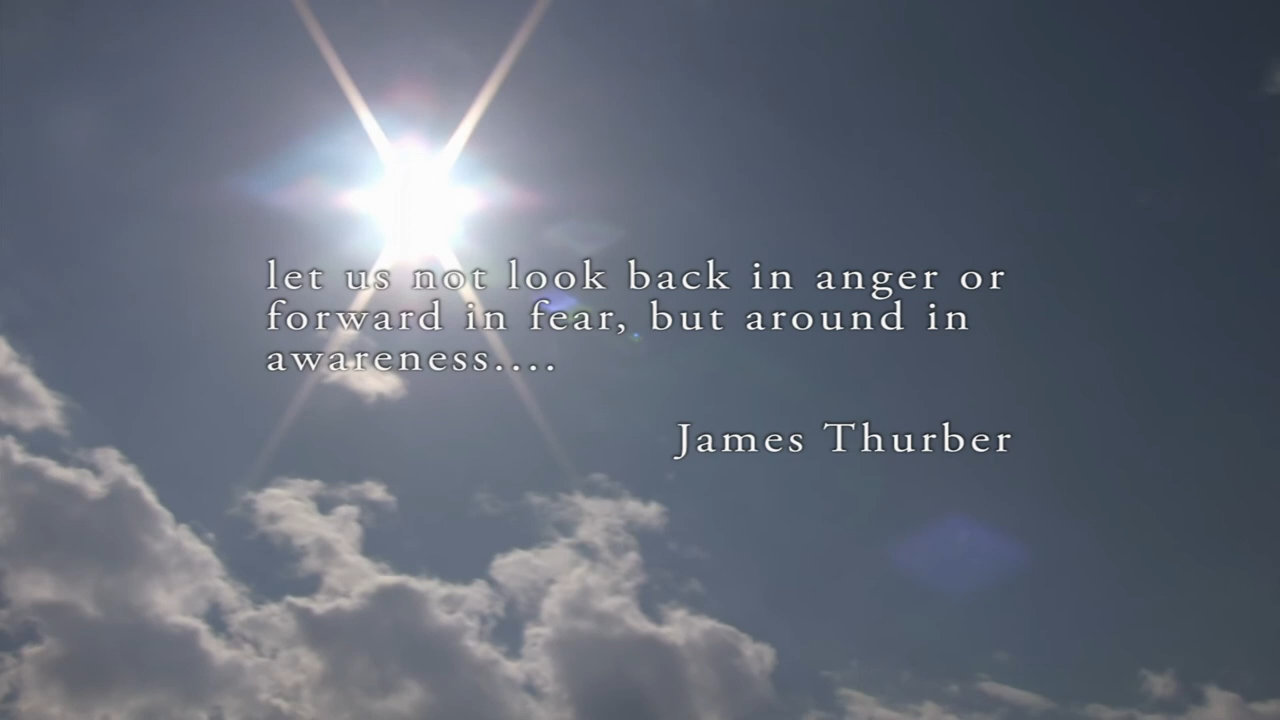 let us not look back in anger or
forward in fear, but around in
awareness....
James Thurber